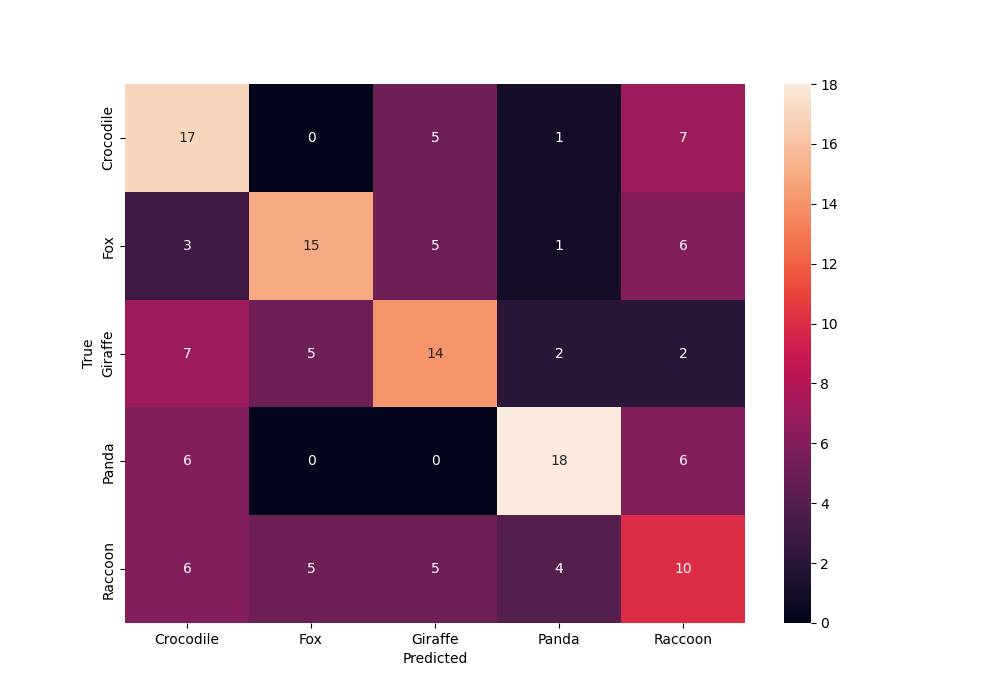 Crocodile 17 0 5 1 7
Fox 3 15 5 1 6
Giraffe 7 5 14 2 2
Panda 6 0 0 18 6
Raccoon 6 5 5 4 10
True
Crocodile Fox Giraffe Panda Raccoon
Predicted
18
16
14
12
10
8
6
4
2
0